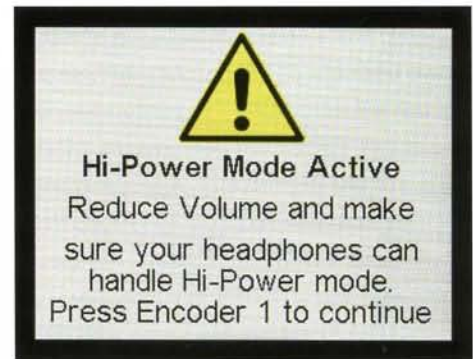 Hi-Power Mode Active
Reduce Volume and make
sure your headphones can
handle Hi-Power mode.
Press Encoder 1 to continue